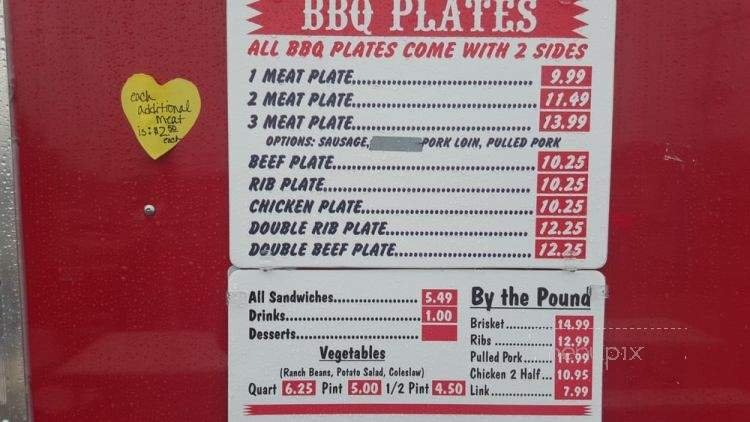 BBQ PLATES
ALL BBQ PLATES COME WITH 2 SIDES
1 MEAT PLATE 9.99
2 MEAT PLATE 11.49
3 MEAT PLATE 13.99
OPTIONS: SAUSAGE, PORK LOIN, PULLED PORK
BEEF PLATE 10.25
RIB PLATE 10.25
CHICKEN PLATE 10.25
DOUBLE RIB PLATE 12.25
DOUBLE BEEF PLATE 12.25
each
additional
meat
is: $2.50
each
All Sandwiches 5.49
Drinks 1.00
Desserts
Vegetables
(Ranch Beans, Potato Salad, Coleslaw)
Quart 6.25 Pint 5.00 1/2 Pint 4.50
By the Pound
Brisket 14.99
Ribs 12.99
Pulled Pork 11.99
Chicken 2 Half 10.95
Link 7.99